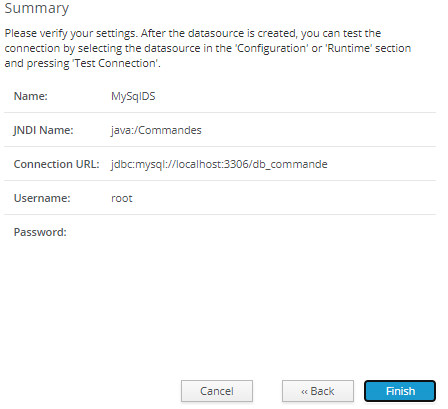 Summary
Please verify your settings. After the datasource is created, you can test the
connection by selecting the datasource in the 'Configuration' or 'Runtime' section
and pressing 'Test Connection'.
Name: MySqlDS
JNDI Name: java:/Commandes
Connection URL: jdbc:mysql://localhost:3306/db_commande
Username: root
Password:
Cancel ‹‹ Back Finish